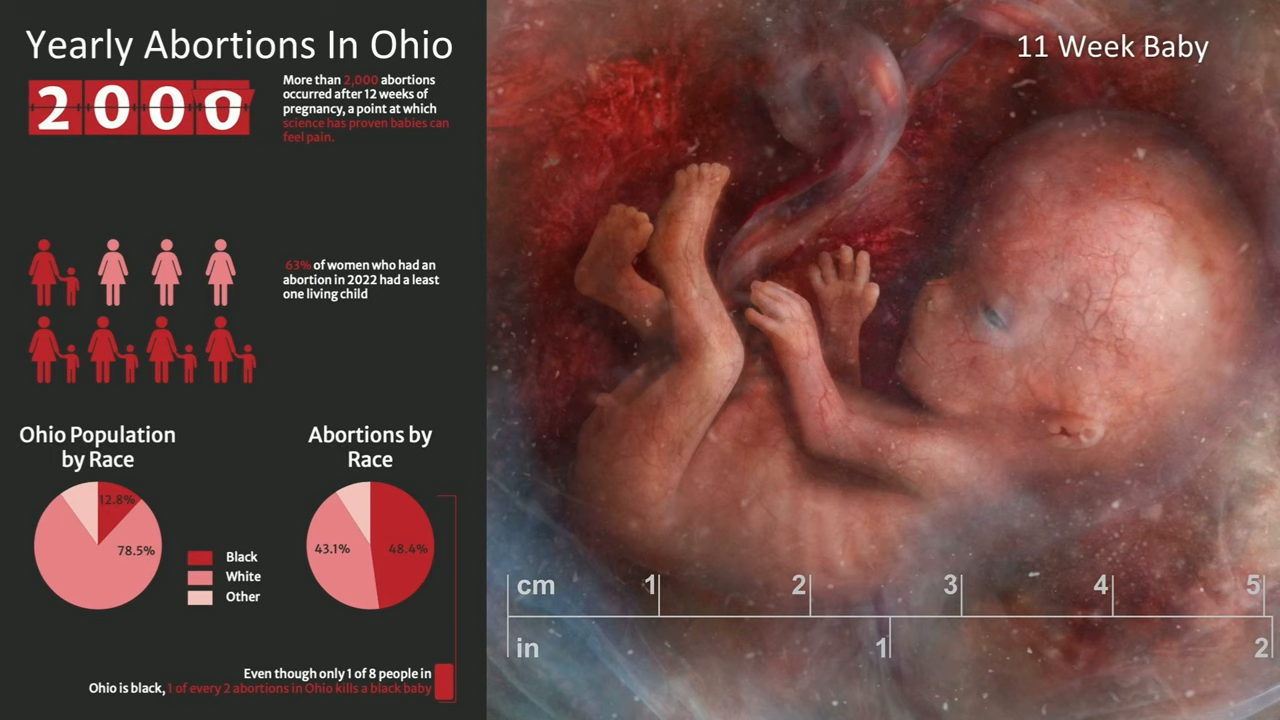 Yearly Abortions In Ohio
2000
More than 2,000 abortions
occurred after 12 weeks of
pregnancy, a point at which
science has proven babies can
feel pain.
63% of women who had an
abortion in 2022 had a least
one living child
Ohio Population
by Race
12.8%
78.5%
Black
White
Other
Abortions by
Race
43.1%
48.4%
Even though only 1 of 8 people in
Ohio is black, 1 of every 2 abortions in Ohio kills a black baby
11 Week Baby
cm 1 2 3 4 5
in 1 2